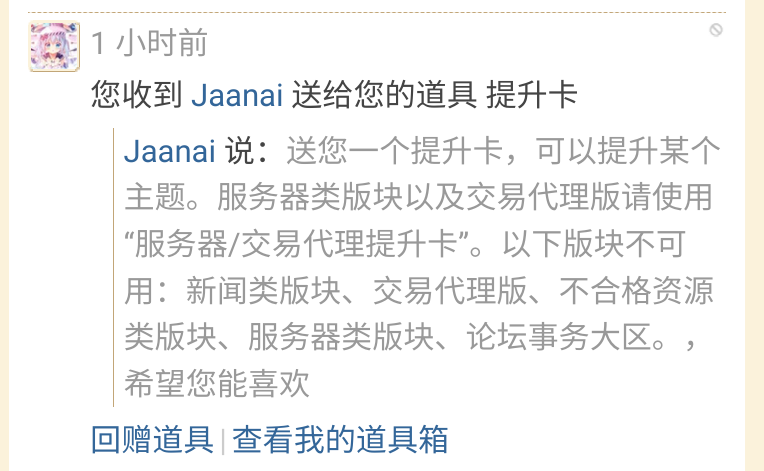 1 小时前
您收到 Jaanai 送给您的道具 提升卡
Jaanai 说：送您一个提升卡，可以提升某个
主题。服务器类版块以及交易代理版请使用
“服务器/交易代理提升卡”。以下版块不可
用：新闻类版块、交易代理版、不合格资源
类版块、服务器类版块、论坛事务大区。，
希望您能喜欢
回赠道具 | 查看我的道具箱